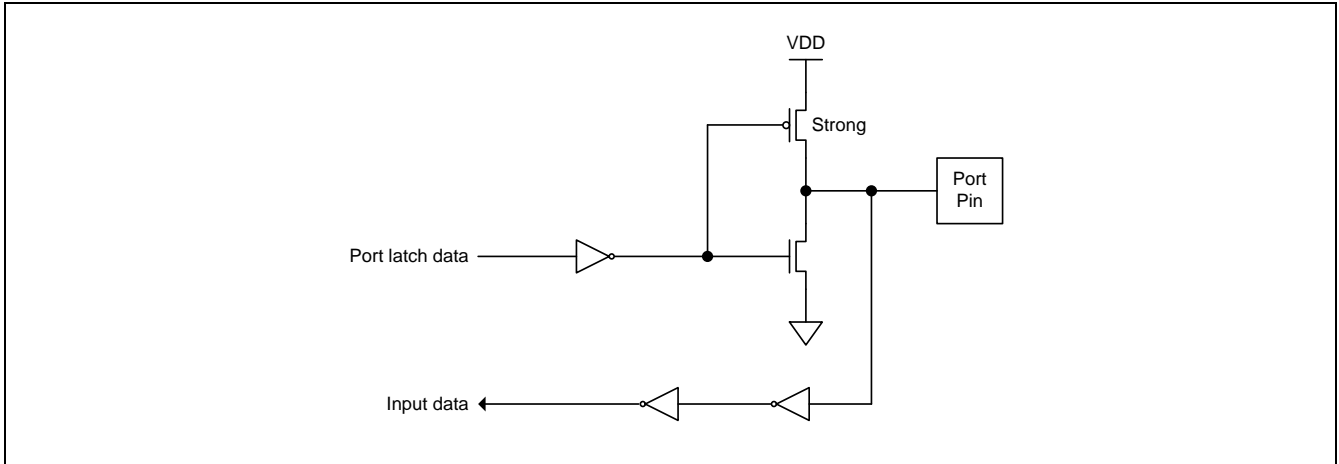 VDD
Strong
Port
Pin
Port latch data
Input data